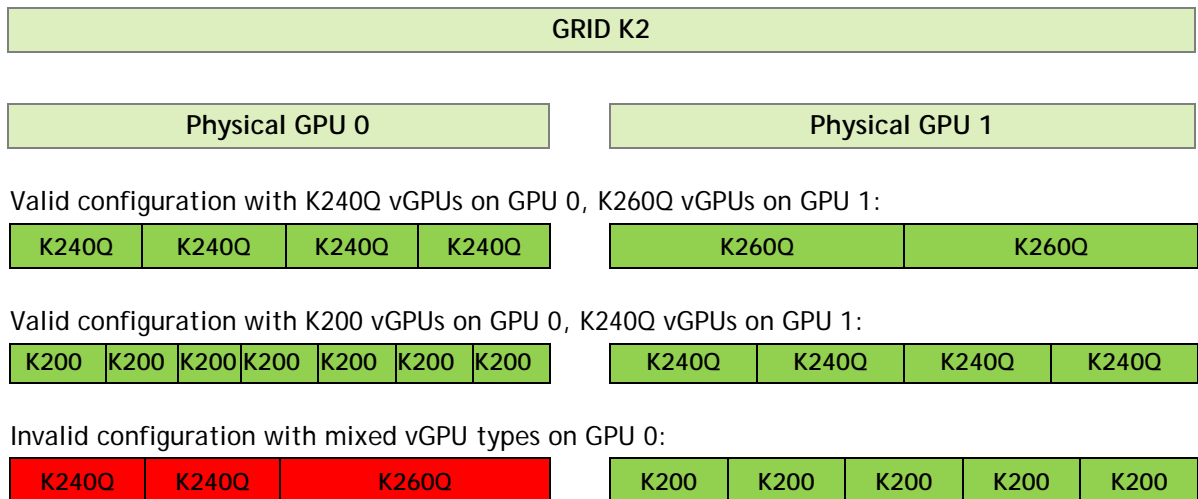 GRID K2
Physical GPU 0 Physical GPU 1
Valid configuration with K240Q vGPUs on GPU 0, K260Q vGPUs on GPU 1:
K240Q K240Q K240Q K240Q K260Q K260Q
Valid configuration with K200 vGPUs on GPU 0, K240Q vGPUs on GPU 1:
K200 K200 K200 K200 K200 K200 K200 K240Q K240Q K240Q K240Q
Invalid configuration with mixed vGPU types on GPU 0:
K240Q K240Q K260Q K200 K200 K200 K200 K200